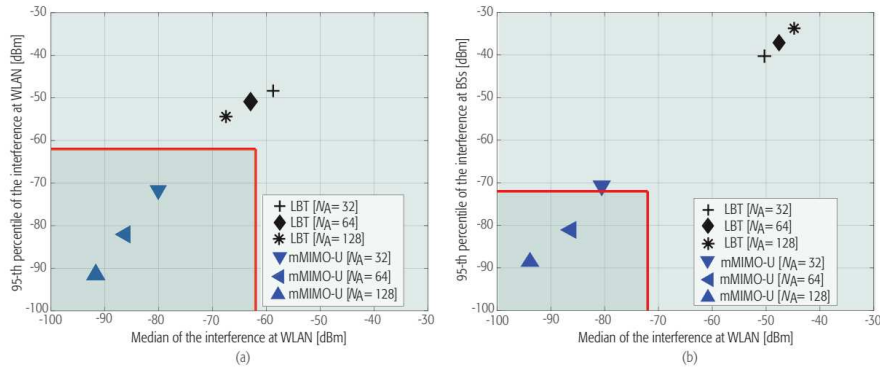 -30
-40
-50
-60
-70
-80
-90
-100
95-th percentile of the interference at WLAN [dBm]
LBT [NA= 32]
LBT [NA= 64]
LBT [NA= 128]
mMIMO-U [NA= 32]
mMIMO-U [NA= 64]
mMIMO-U [NA= 128]
-100 -90 -80 -70 -60 -50 -40 -30
Median of the interference at WLAN [dBm]
(a)
-30
-40
-50
-60
-70
-80
-90
-100
95-th percentile of the interference at BSs [dBm]
LBT [NA= 32]
LBT [NA= 64]
LBT [NA= 128]
mMIMO-U [NA= 32]
mMIMO-U [NA= 64]
mMIMO-U [NA= 128]
-100 -90 -80 -70 -60 -50 -40 -30
Median of the interference at WLAN [dBm]
(b)